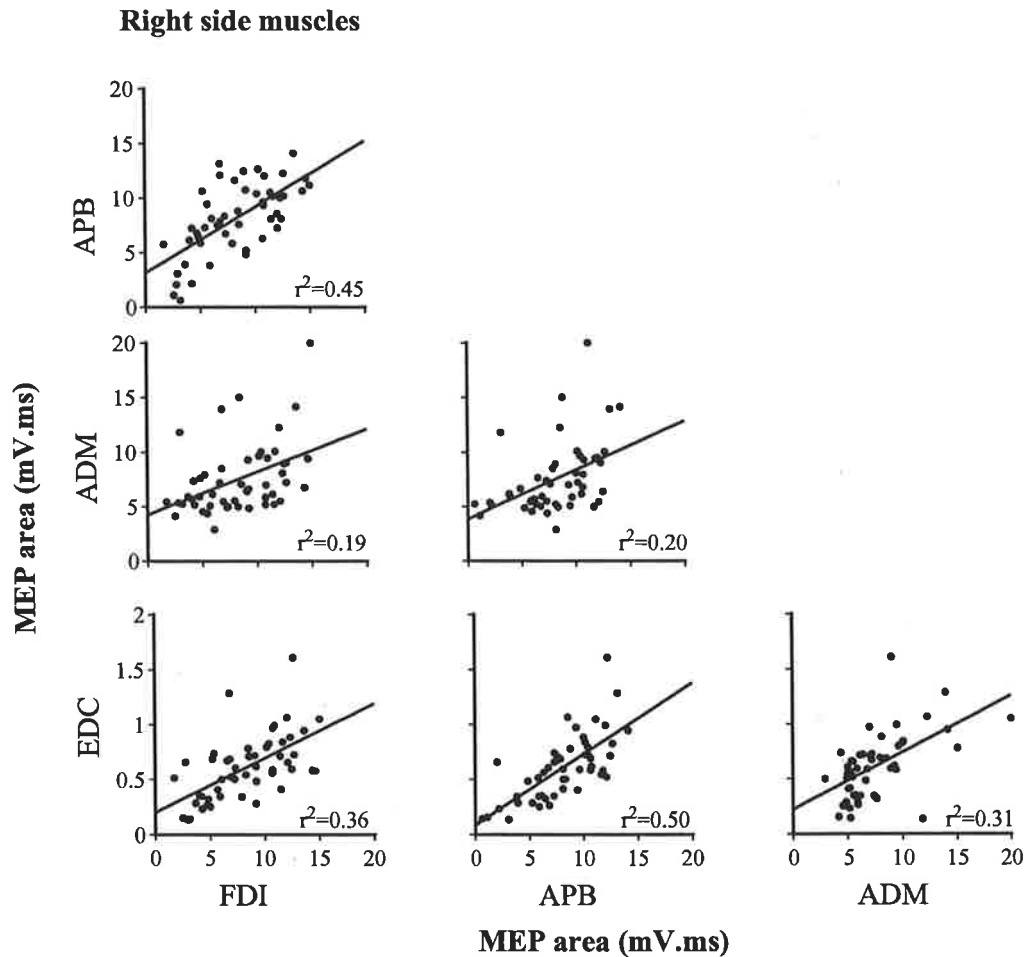 Right side muscles
20
15
10
5
0
APB
r²=0.45
20
15
10
5
0
ADM
r²=0.19
r²=0.20
MEP area (mV.ms)
2
1.5
1
0.5
0
EDC
r²=0.36
r²=0.50
r²=0.31
0 5 10 15 20
0 5 10 15 20
0 5 10 15 20
FDI
APB
ADM
MEP area (mV.ms)